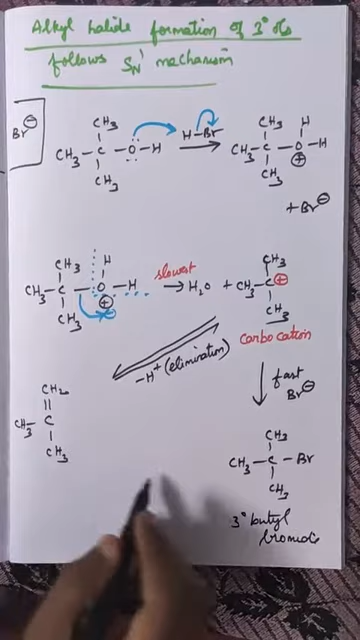 Alkyl halide formation of 3° ols
follows SN1 mechanism
Br⊖
CH3
CH3 – C – O – H
CH3
H – Br
CH3 H
CH3 – C – O – H
⊕
CH3
+ Br⊖
CH3 H
CH3 – C – O – H
⊕
CH3
slowest
→ H2O +
CH3
CH3 – C ⊕
CH3
carbocation
– H+ (elimination)
fast
Br⊖
CH2
||
CH3 – C
CH3
CH3
CH3 – C – Br
CH3
3° butyl
bromide